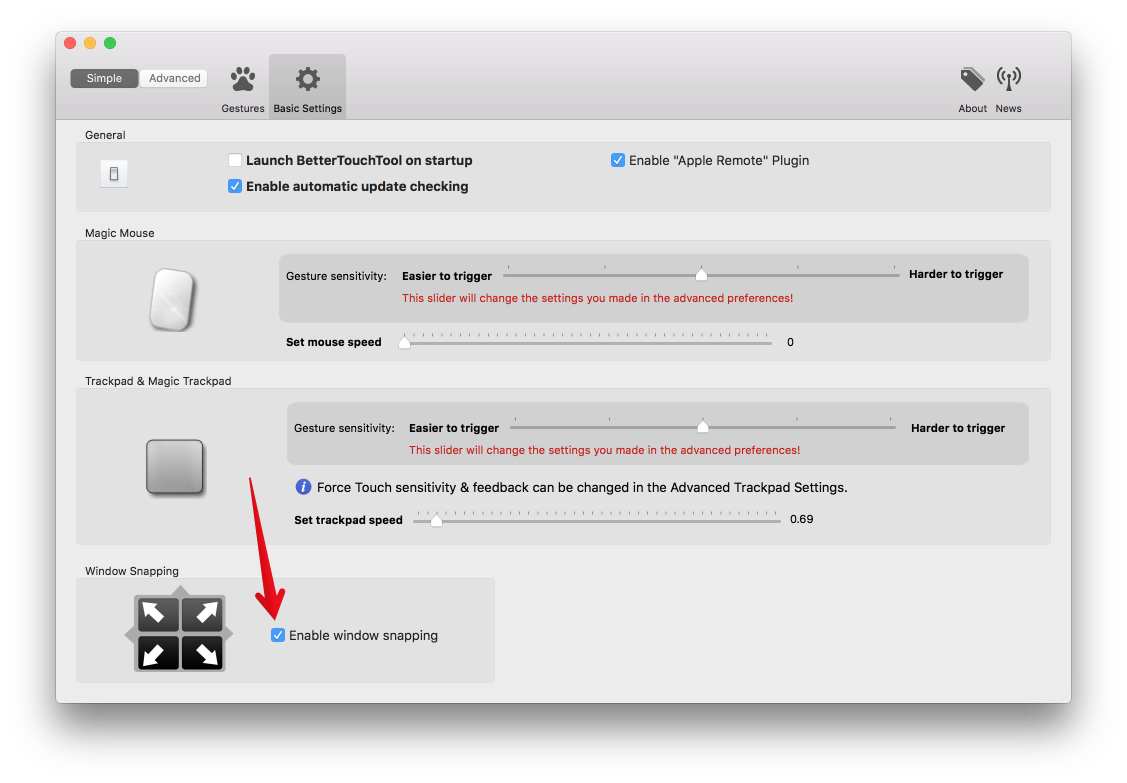 Simple
Advanced
Gestures
Basic Settings
About
News
General
Launch BetterTouchTool on startup
Enable "Apple Remote" Plugin
Enable automatic update checking
Magic Mouse
Gesture sensitivity:
Easier to trigger
Harder to trigger
This slider will change the settings you made in the advanced preferences!
Set mouse speed
0
Trackpad & Magic Trackpad
Gesture sensitivity:
Easier to trigger
Harder to trigger
This slider will change the settings you made in the advanced preferences!
Force Touch sensitivity & feedback can be changed in the Advanced Trackpad Settings.
Set trackpad speed
0.69
Window Snapping
Enable window snapping